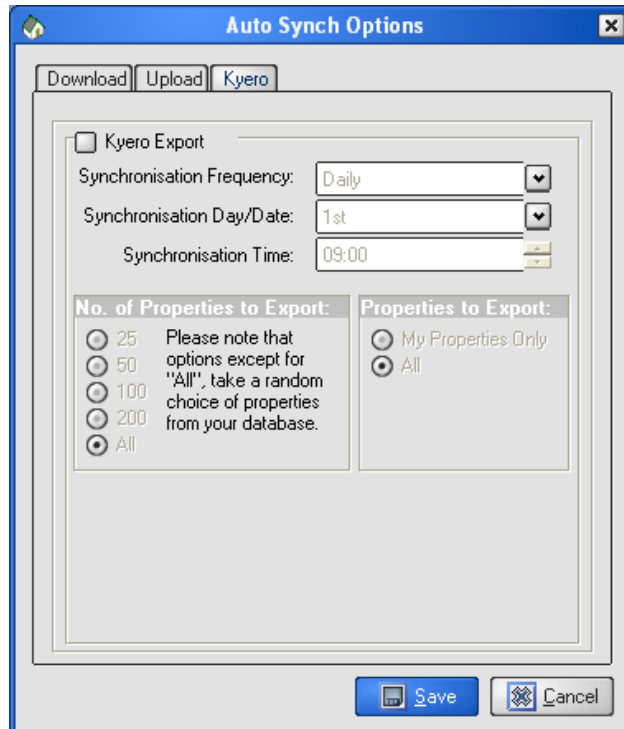 Auto Synch Options
Download Upload Kyero
Kyero Export
Synchronisation Frequency: Daily
Synchronisation Day/Date: 1st
Synchronisation Time: 09:00
No. of Properties to Export:
25
50
100
200
All
Please note that
options except for
"All", take a random
choice of properties
from your database.
Properties to Export:
My Properties Only
All
Save Cancel